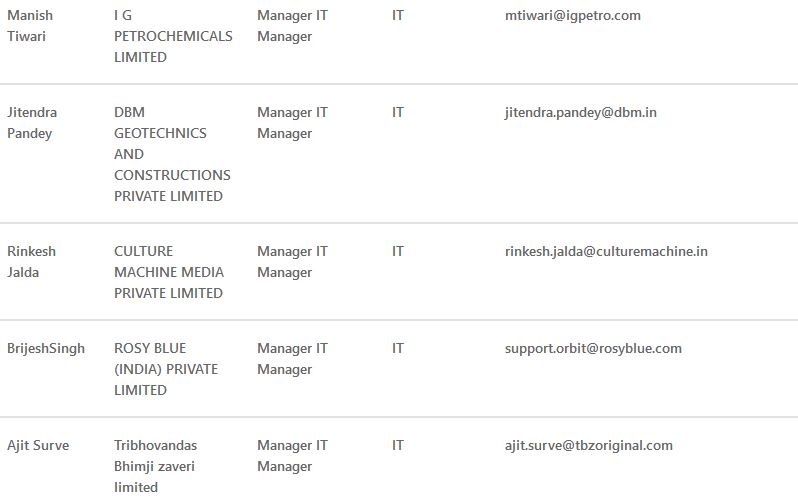 Manish I G Manager IT IT mtiwari@igpetro.com
Tiwari PETROCHEMICALS Manager
LIMITED
Jitendra DBM Manager IT IT jitendra.pandey@dbm.in
Pandey GEOTECHNICS Manager
AND
CONSTRUCTIONS
PRIVATE LIMITED
Rinkesh CULTURE Manager IT IT rinkesh.jalda@culturemachine.in
Jalda MACHINE MEDIA Manager
PRIVATE LIMITED
BrijeshSingh ROSY BLUE Manager IT IT support.orbit@rosyblue.com
(INDIA) PRIVATE Manager
LIMITED
Ajit Surve Tribhovandas Manager IT IT ajit.surve@tbzoriginal.com
Bhimji zaveri Manager
limited